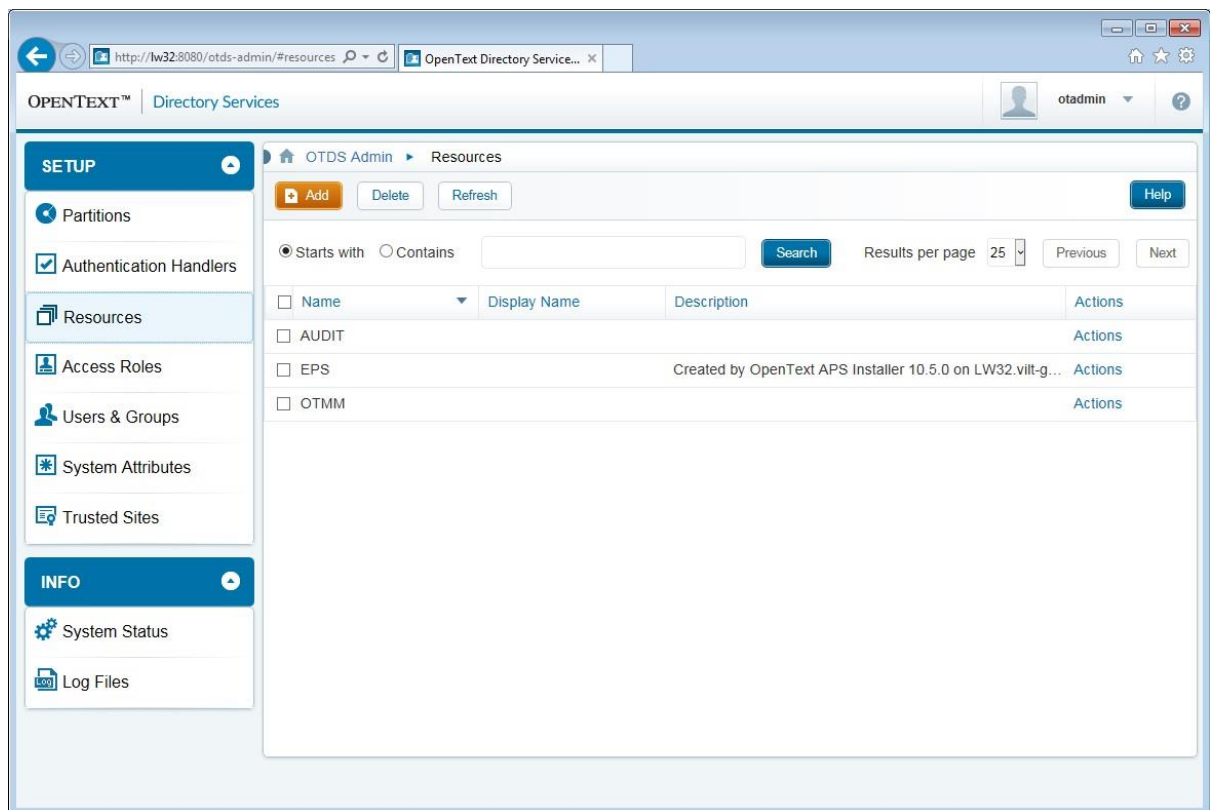 http://lw32:8080/otds-admin/#resources OpenText Directory Service...
OPENTEXT™ Directory Services otadmin
SETUP
Partitions
Authentication Handlers
Resources
Access Roles
Users & Groups
System Attributes
Trusted Sites
INFO
System Status
Log Files
OTDS Admin Resources
Add Delete Refresh Help
Starts with Contains Search Results per page 25 Previous Next
Name Display Name Description Actions
AUDIT Actions
EPS Created by OpenText APS Installer 10.5.0 on LW32.vilt-g... Actions
OTMM Actions